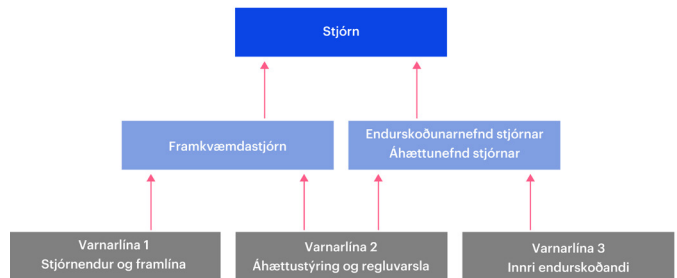 Stjórn
Framkvæmdastjórn
Endurskoðunarnefnd stjórnar
Áhættunefnd stjórnar
Varnarlína 1
Stjórnendur og framlína
Varnarlína 2
Áhættustýring og regluvarsla
Varnarlína 3
Innri endurskoðandi